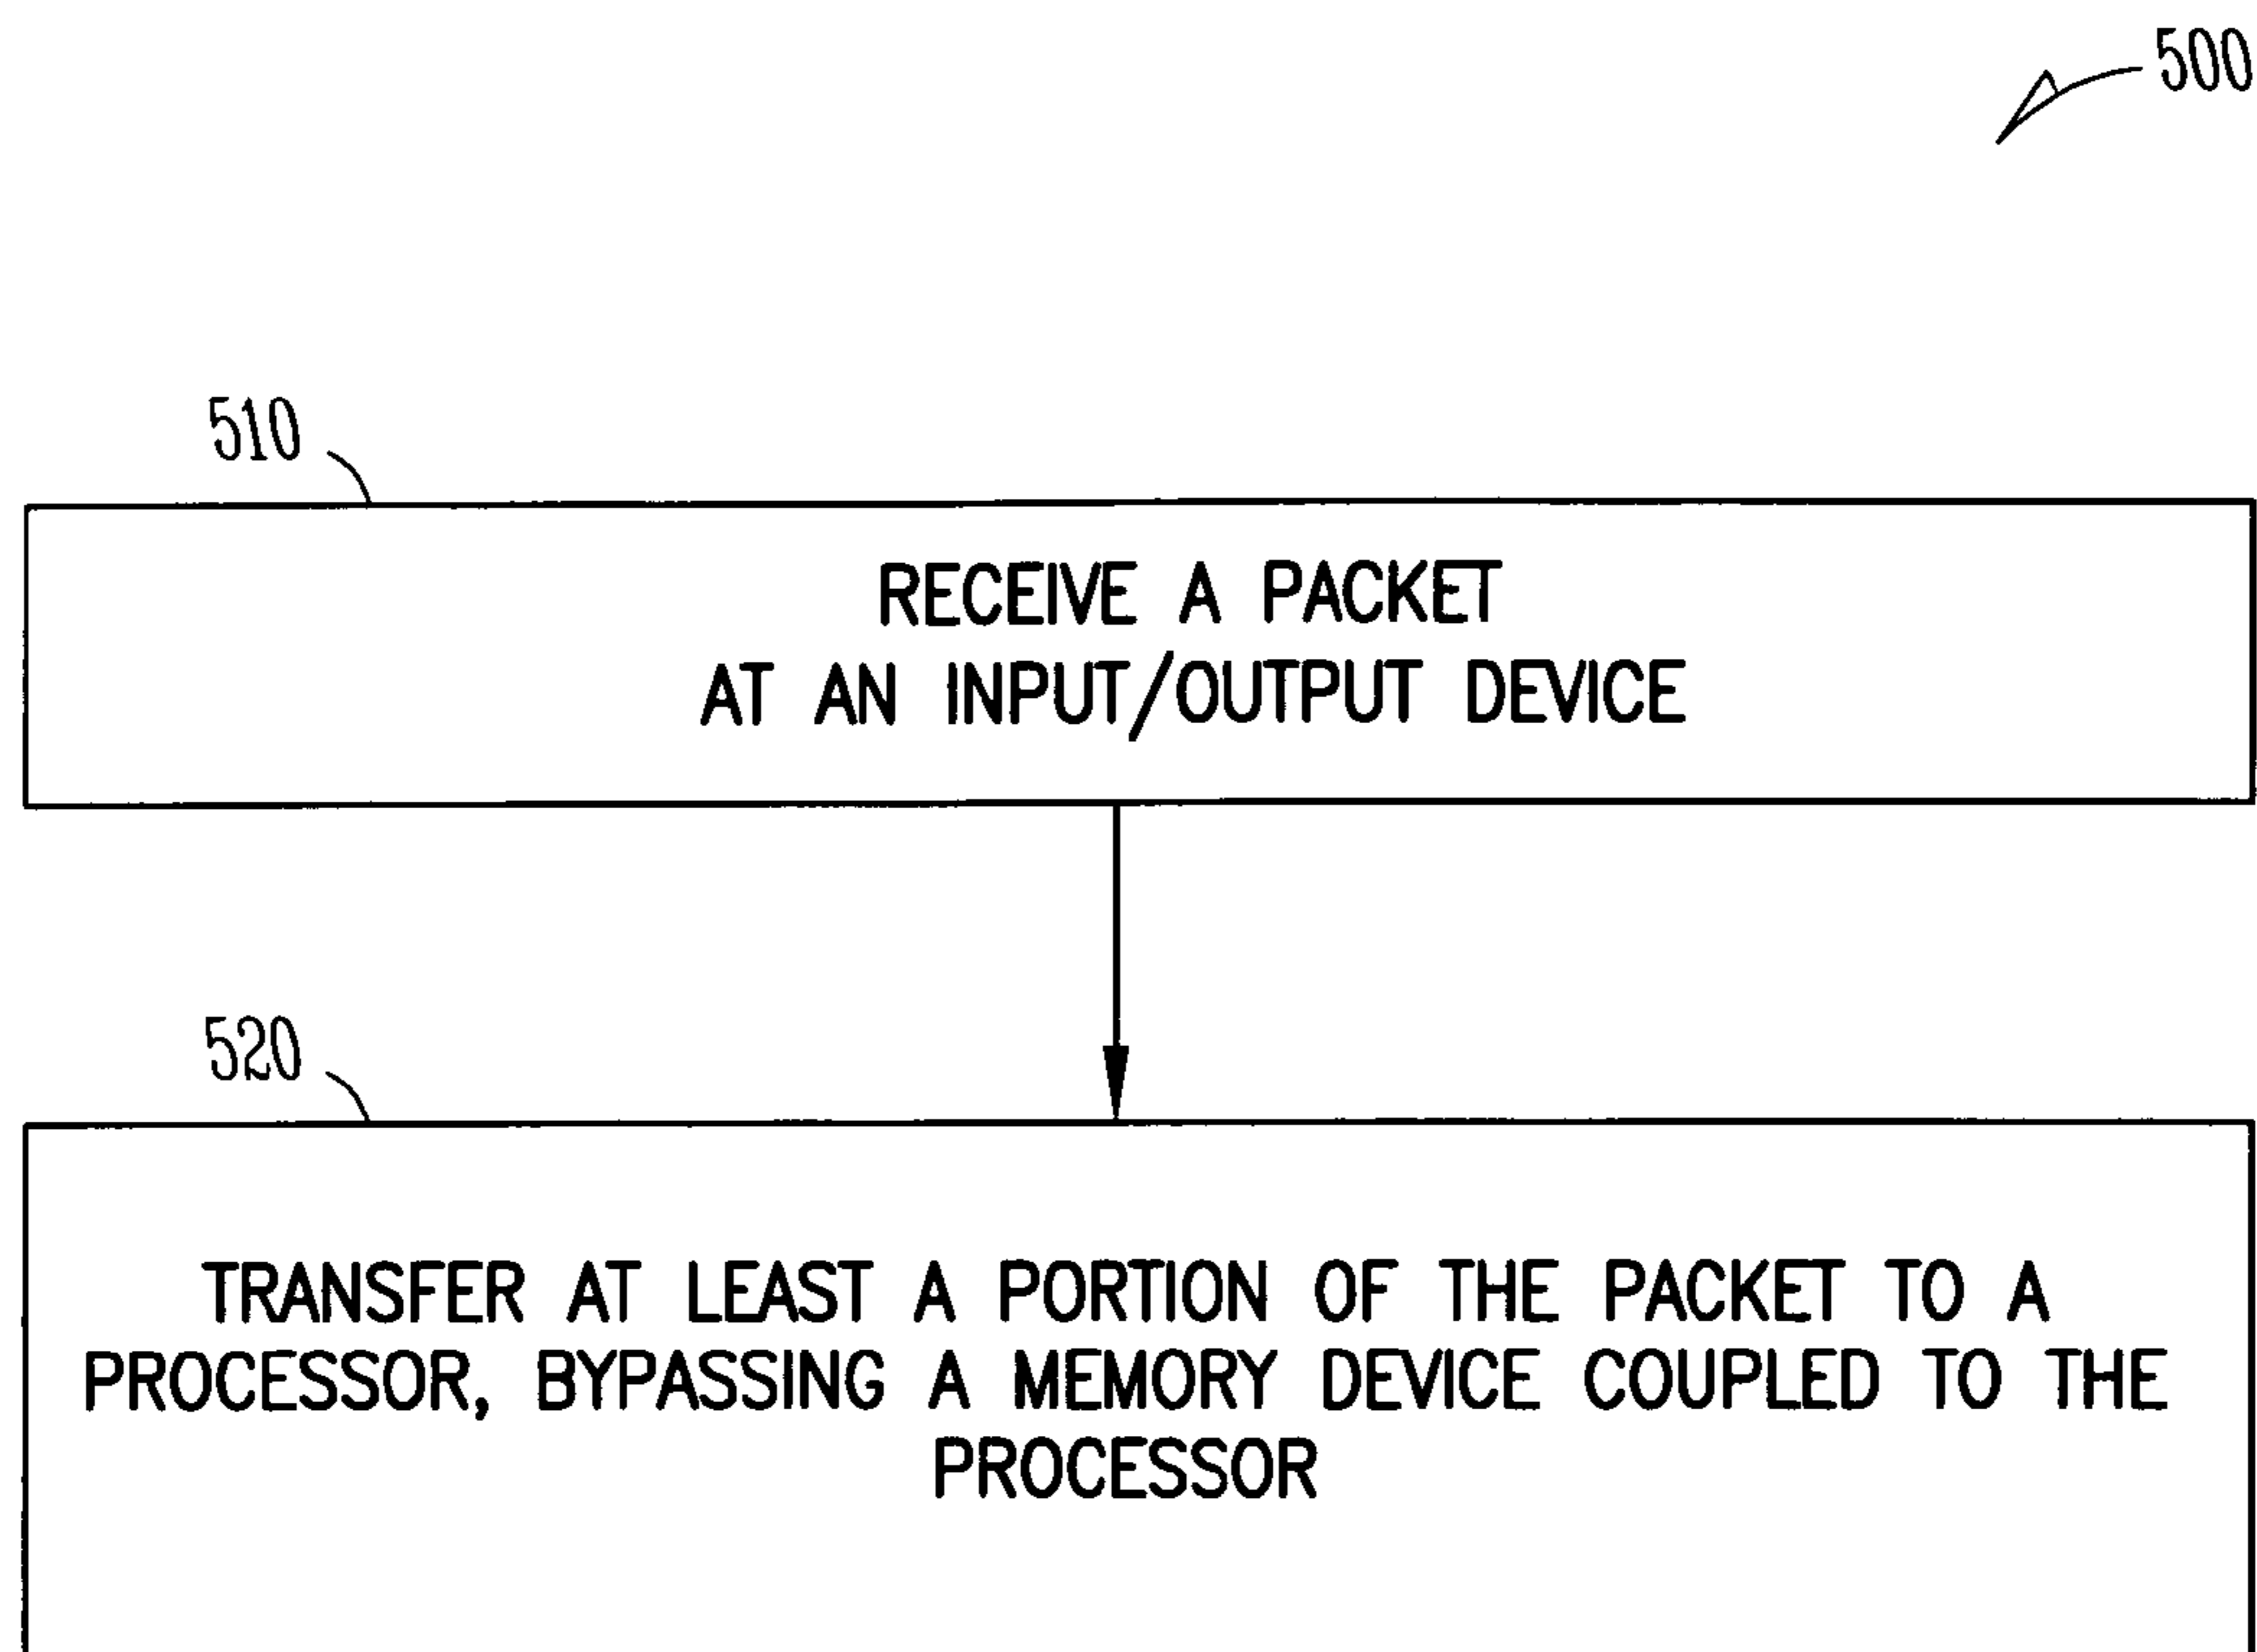 500
510
RECEIVE A PACKET
AT AN INPUT/OUTPUT DEVICE
520
TRANSFER AT LEAST A PORTION OF THE PACKET TO A
PROCESSOR, BYPASSING A MEMORY DEVICE COUPLED TO THE
PROCESSOR